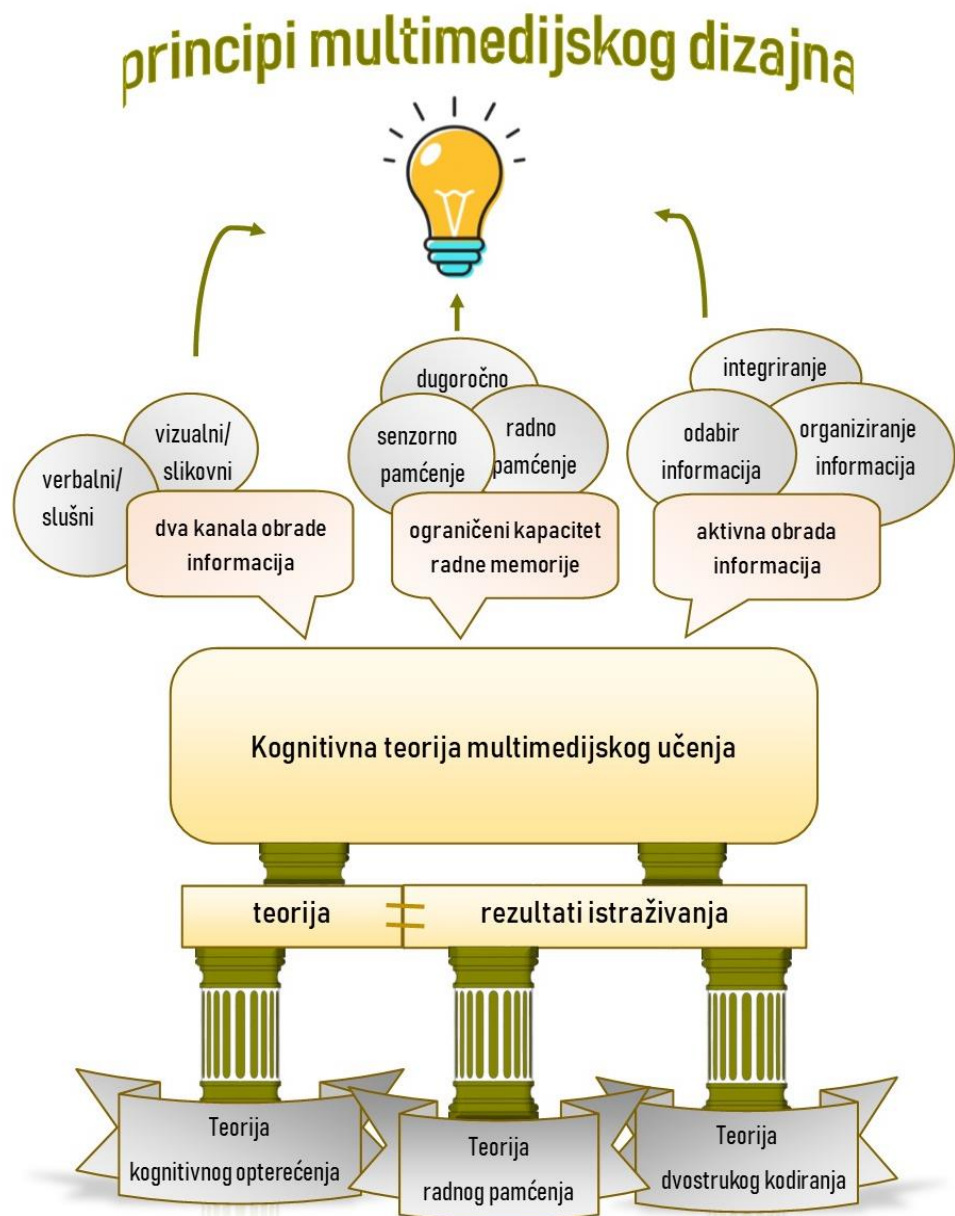 principi multimedijskog dizajna
verbalni/
slušni
vizualni/
slikovni
dva kanala obrade
informacija
dugoročno
senzorno
pamćenje
radno
pamćenje
ograničeni kapacitet
radne memorije
integriranje
odabir
informacija
organiziranje
informacija
aktivna obrada
informacija
Kognitivna teorija multimedijskog učenja
teorija
rezultati istraživanja
Teorija
kognitivnog opterećenja
Teorija
radnog pamćenja
Teorija
dvostrukog kodiranja